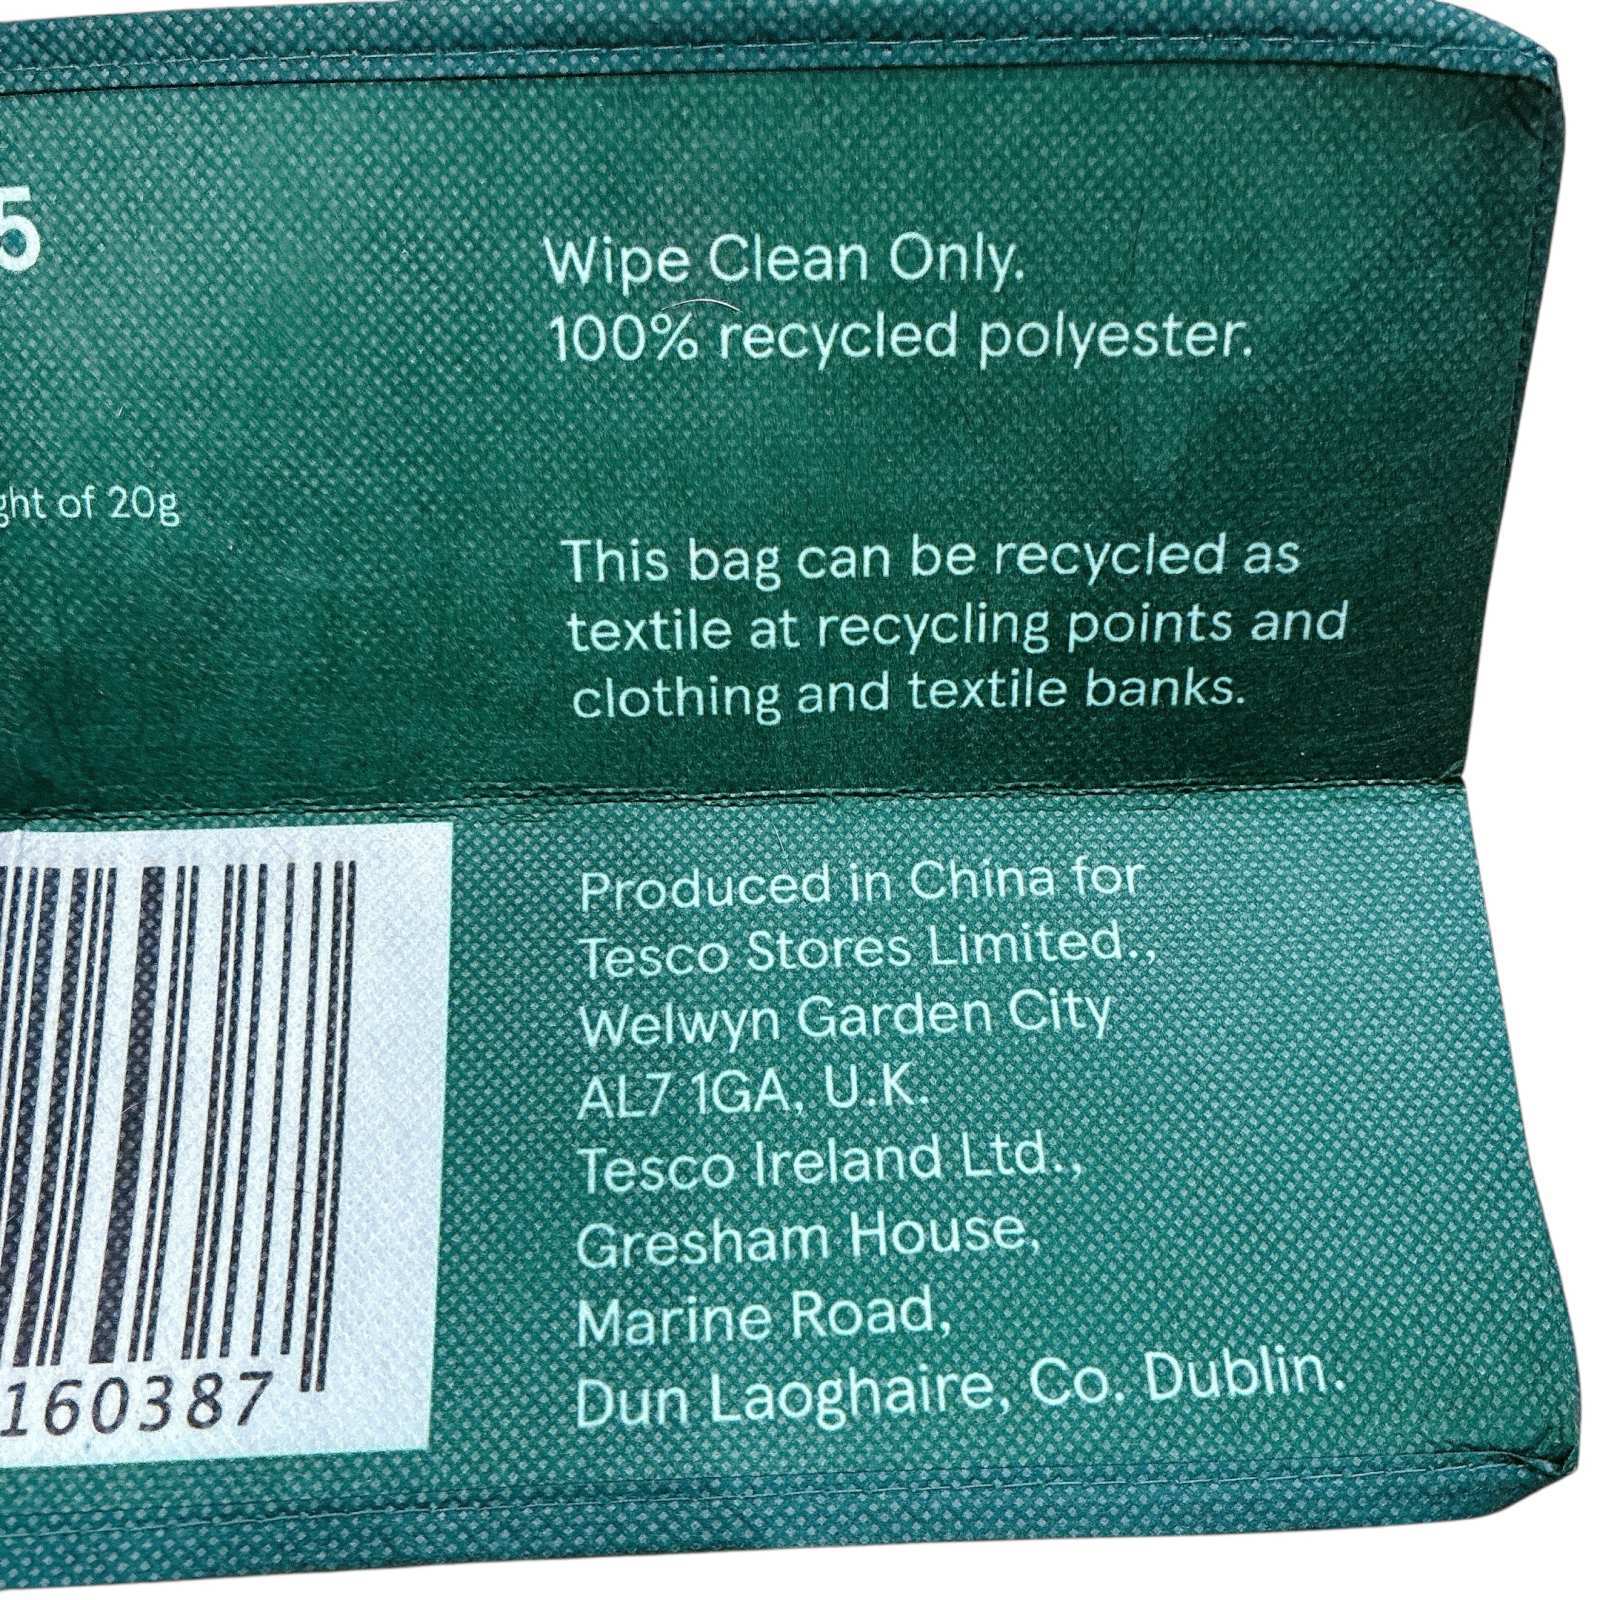 5
Wipe Clean Only.
100% recycled polyester.
of 20g
This bag can be recycled as
textile at recycling points and
clothing and textile banks.
Produced in China for
Tesco Stores Limited.,
Welwyn Garden City
AL7 1GA, U.K.
Tesco Ireland Ltd.,
Gresham House,
Marine Road,
Dun Laoghaire, Co. Dublin.
160387